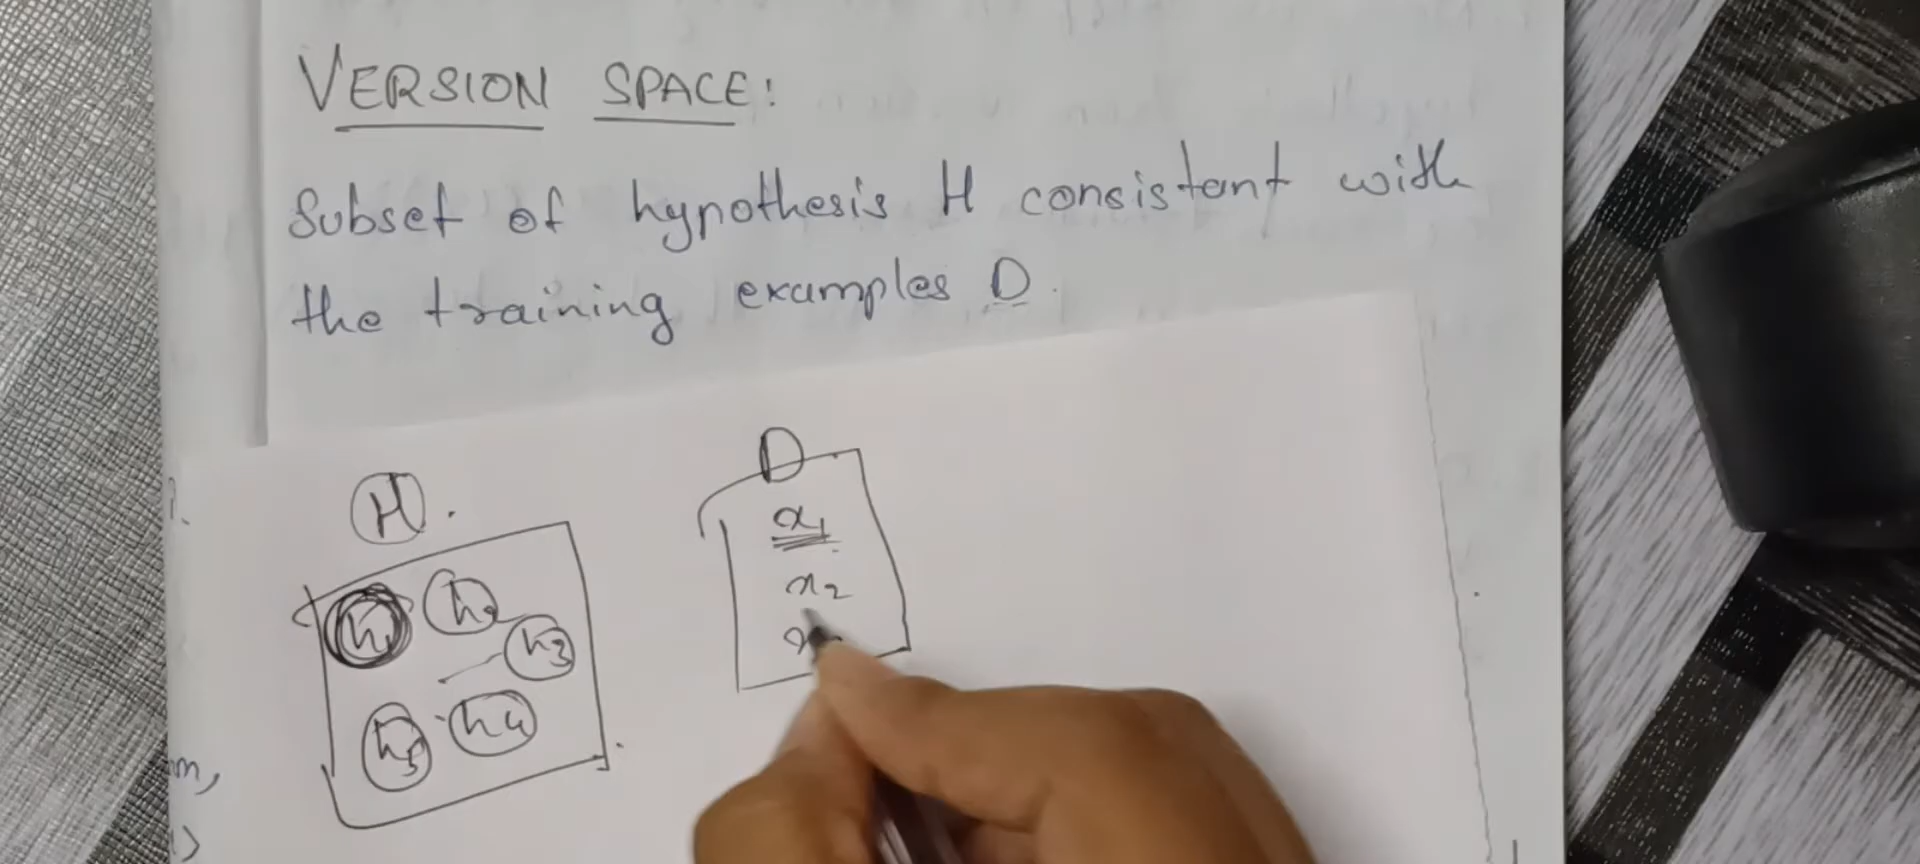 VERSION SPACE:
Subset of hypothesis H consistent with
the training examples D.
H.
D
h1 h2
h3
h5 h4
x1
x2
m,